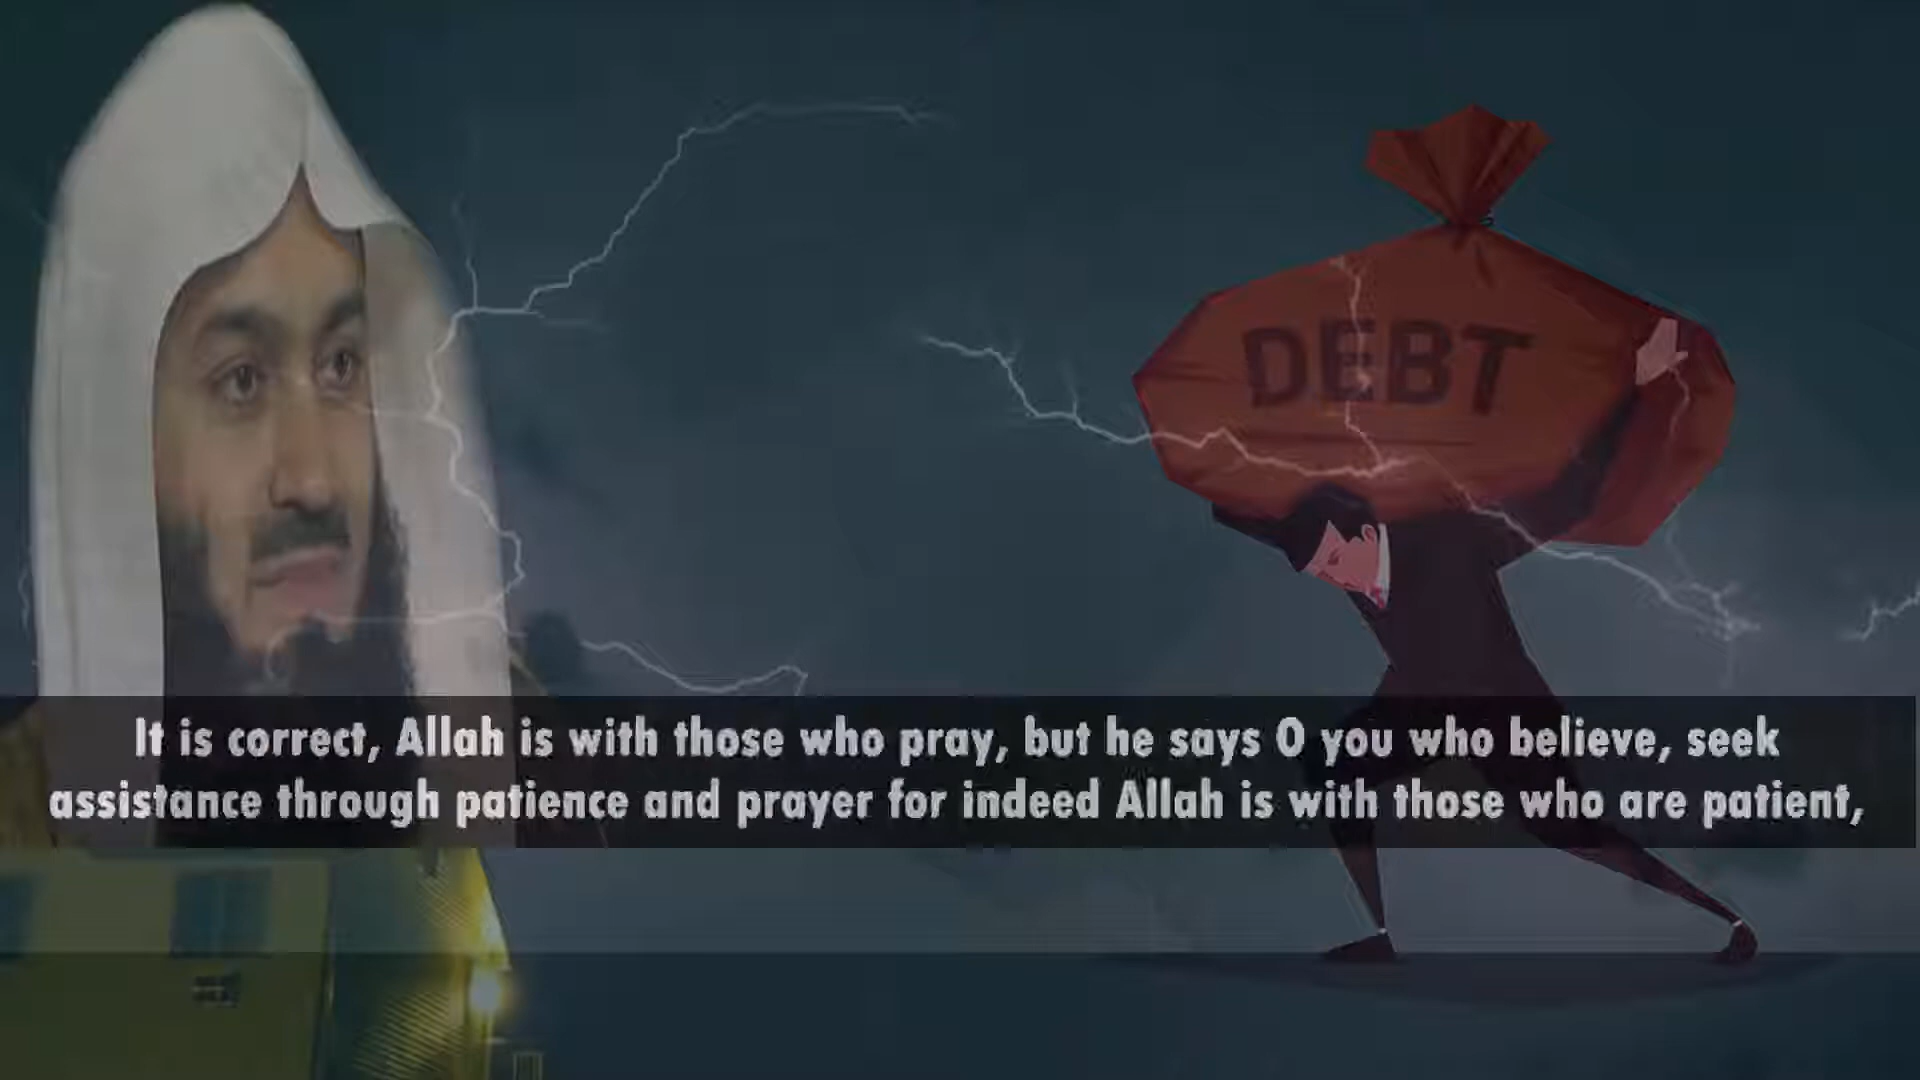 DEBT
It is correct, Allah is with those who pray, but he says O you who believe, seek
assistance through patience and prayer for indeed Allah is with those who are patient,